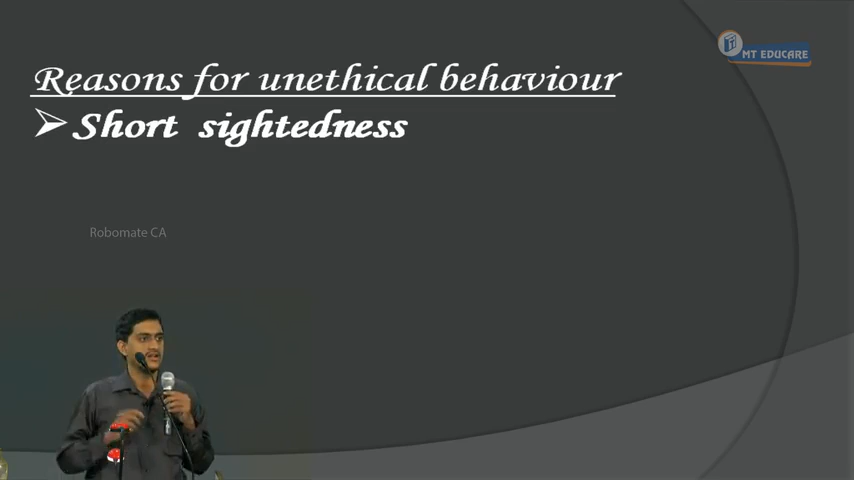 Reasons for unethical behaviour
➢Short sightedness
MT EDUCARE
Robomate CA